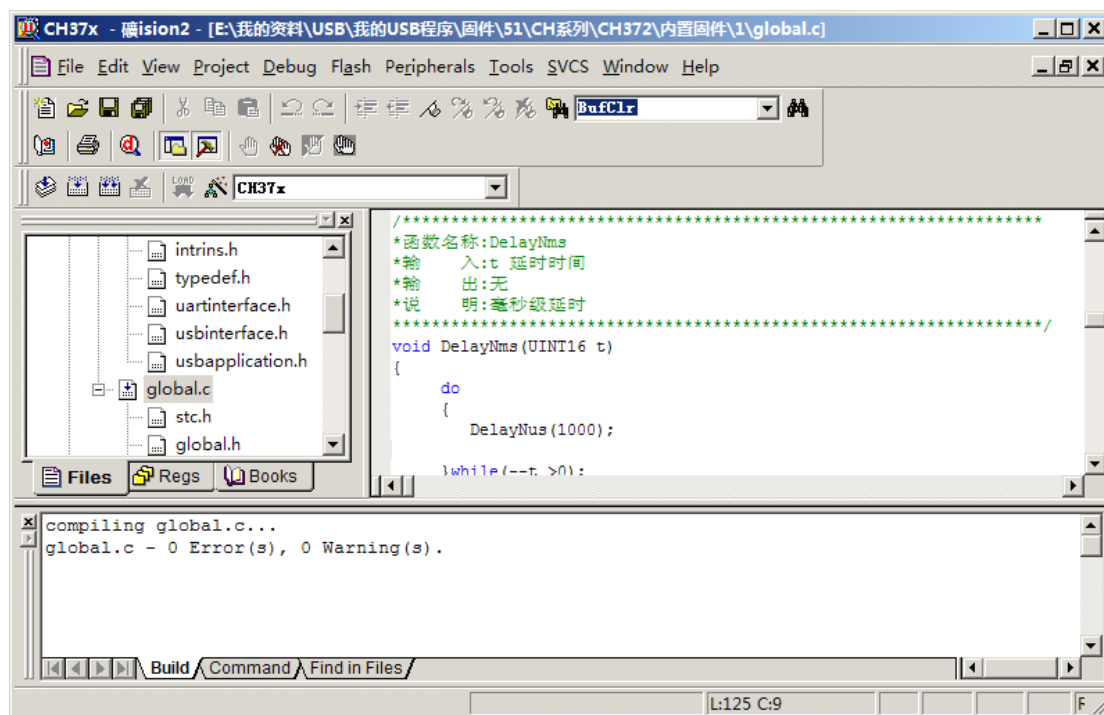 CH37x - 礦ision2 - [E:\我的资料\USB\我的USB程序\固件\51\CH系列\CH372\内置固件\1\global.c]
File Edit View Project Debug Flash Peripherals Tools SVCS Window Help
BufClr
LOAD
CH37x
intrins.h
typedef.h
uartinterface.h
usbinterface.h
usbapplication.h
global.c
stc.h
global.h
Files Regs Books
/******************************************************************
*函数名称:DelayNms
*输    入:t 延时时间
*输    出:无
*说    明:毫秒级延时
*******************************************************************/
void DelayNms(UINT16 t)
{
do
{
DelayNus(1000);
}while(--t >0);
compiling global.c...
global.c - 0 Error(s), 0 Warning(s).
Build Command Find in Files
L:125 C:9